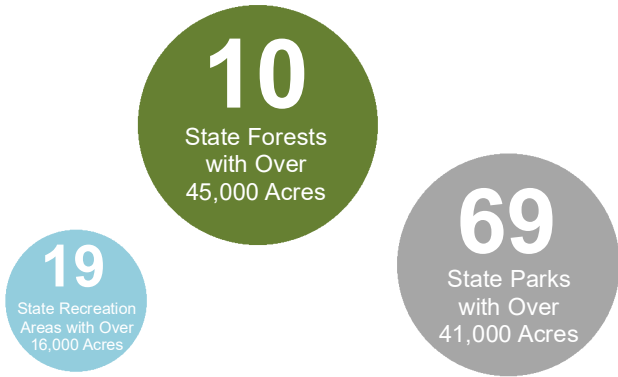 10
State Forests
with Over
45,000 Acres
69
State Parks
with Over
41,000 Acres
19
State Recreation
Areas with Over
16,000 Acres